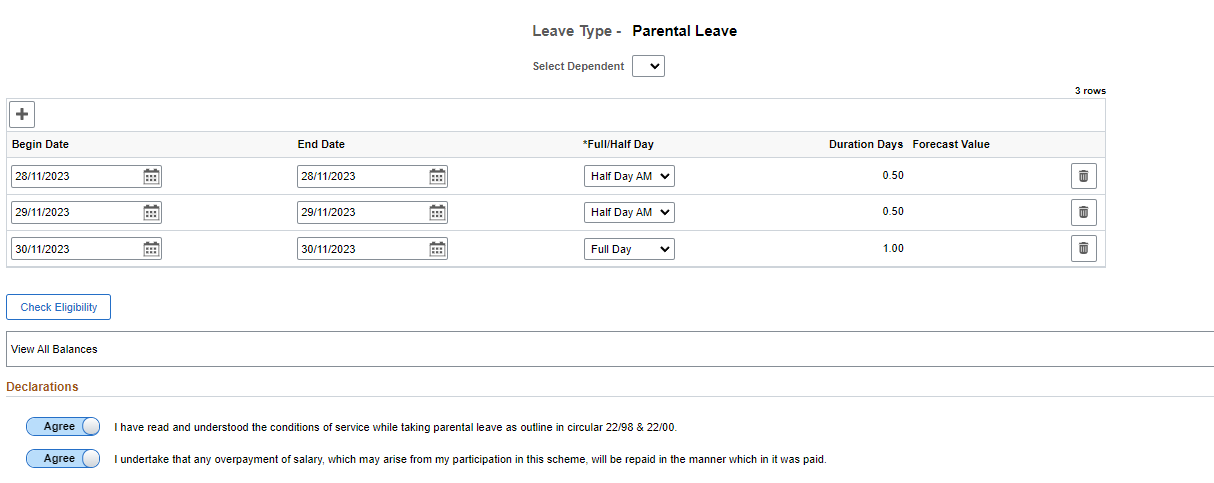 Leave Type - Parental Leave
Select Dependent
3 rows
Begin Date End Date *Full/Half Day Duration Days Forecast Value
28/11/2023 28/11/2023 Half Day AM 0.50
29/11/2023 29/11/2023 Half Day AM 0.50
30/11/2023 30/11/2023 Full Day 1.00
Check Eligibility
View All Balances
Declarations
Agree I have read and understood the conditions of service while taking parental leave as outline in circular 22/98 & 22/00.
Agree I undertake that any overpayment of salary, which may arise from my participation in this scheme, will be repaid in the manner which in it was paid.